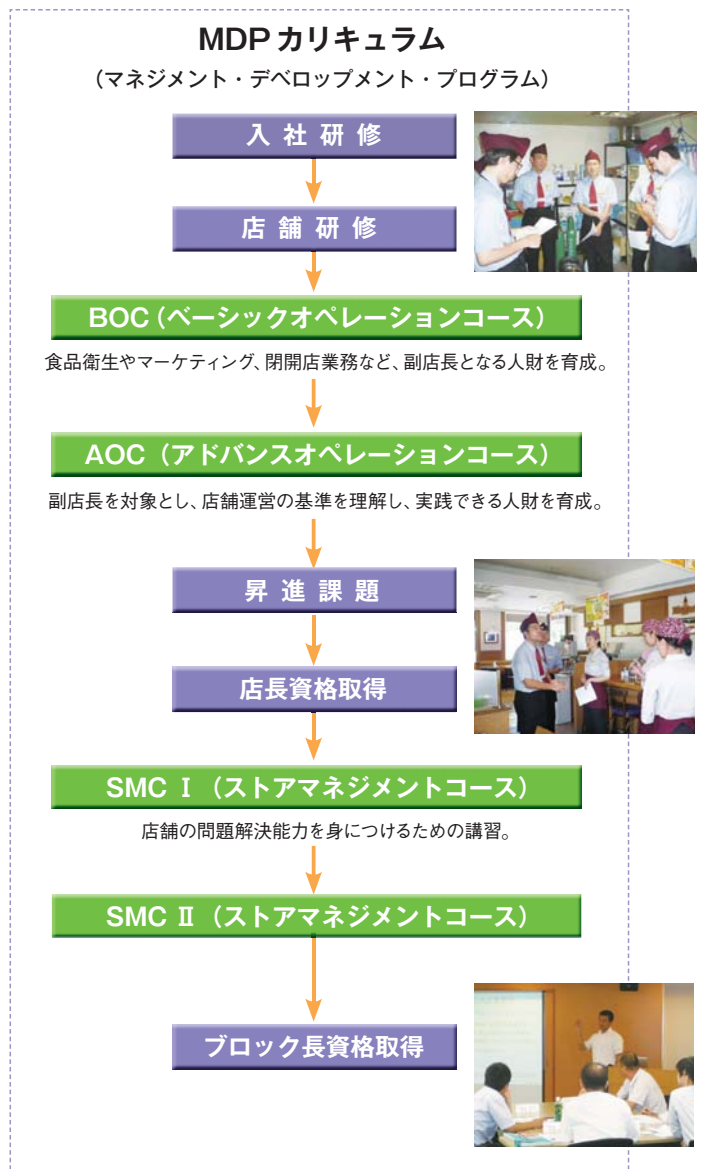 MDP カリキュラム
（マネジメント・デベロップメント・プログラム）
入社研修
店舗研修
BOC（ベーシックオペレーションコース）
食品衛生やマーケティング、閉開店業務など、副店長となる人財を育成。
AOC（アドバンスオペレーションコース）
副店長を対象とし、店舗運営の基準を理解し、実践できる人財を育成。
昇進課題
店長資格取得
SMC Ⅰ（ストアマネジメントコース）
店舗の問題解決能力を身につけるための講習。
SMC Ⅱ（ストアマネジメントコース）
ブロック長資格取得